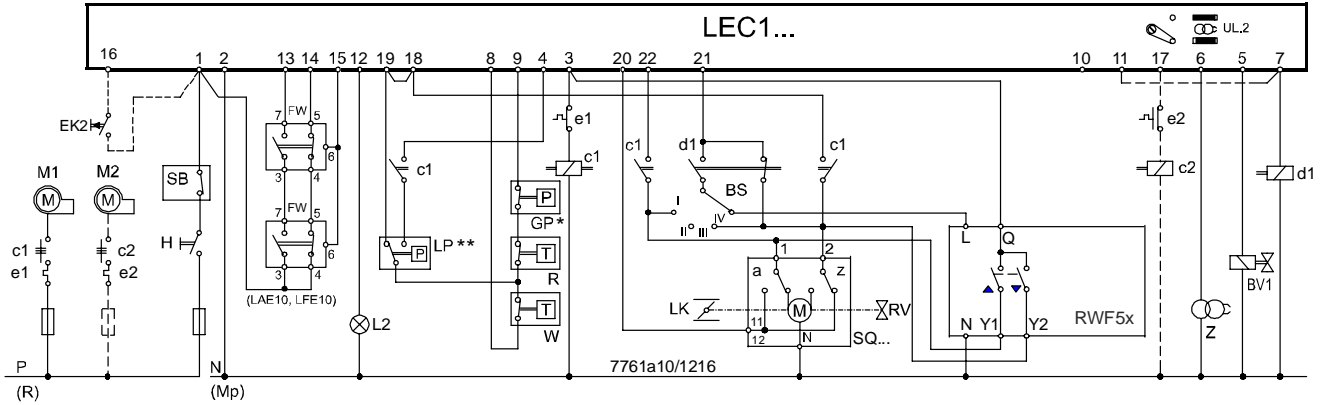 LEC1...
UL.2
16 1 2 13 14 15 12 19 18 8 9 4 3 20 22 21 10 11 17 6 5 7
EK2
7 FW 5
6
3 4
e1
e2
c1
c1
c1
d1
c1
c2
d1
M1 M2
M M
SB
P
GP*
BS
I
II III IV
7 FW 5
6
3 4
H
LP**
P
T
R
L Q
c1 c2
e1 e2
1 2
a z
(LAE10, LFE10)
T
W
L2
LK
M
RV
11
12
N
SQ...
N Y1 Y2
RWF5x
BV1
Z
P
(R)
N
(Mp)
7761a10/1216